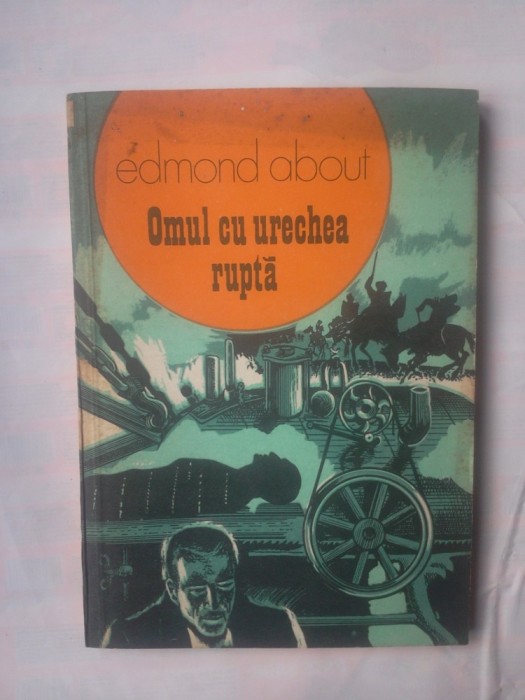 edmond about
Omul cu urechea
ruptă